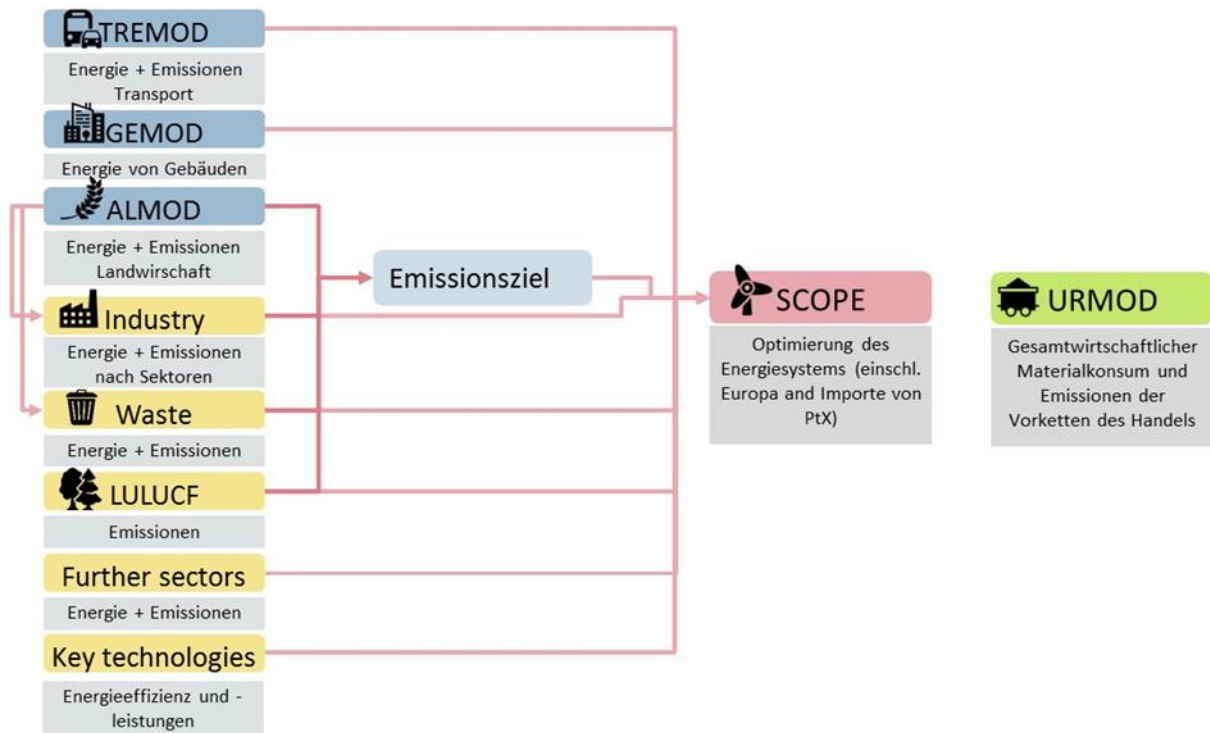 TREMOD
Energie + Emissionen
Transport
GEMOD
Energie von Gebäuden
ALMOD
Energie + Emissionen
Landwirtschaft
Industry
Energie + Emissionen
nach Sektoren
Waste
Energie + Emissionen
LULUCF
Emissionen
Further sectors
Energie + Emissionen
Key technologies
Energieeffizienz und -
leistungen
Emissionsziel
SCOPE
Optimierung des
Energiesystems (einschl.
Europa and Importe von
PtX)
URMOD
Gesamtwirtschaftlicher
Materialkonsum und
Emissionen der
Vorketten des Handels